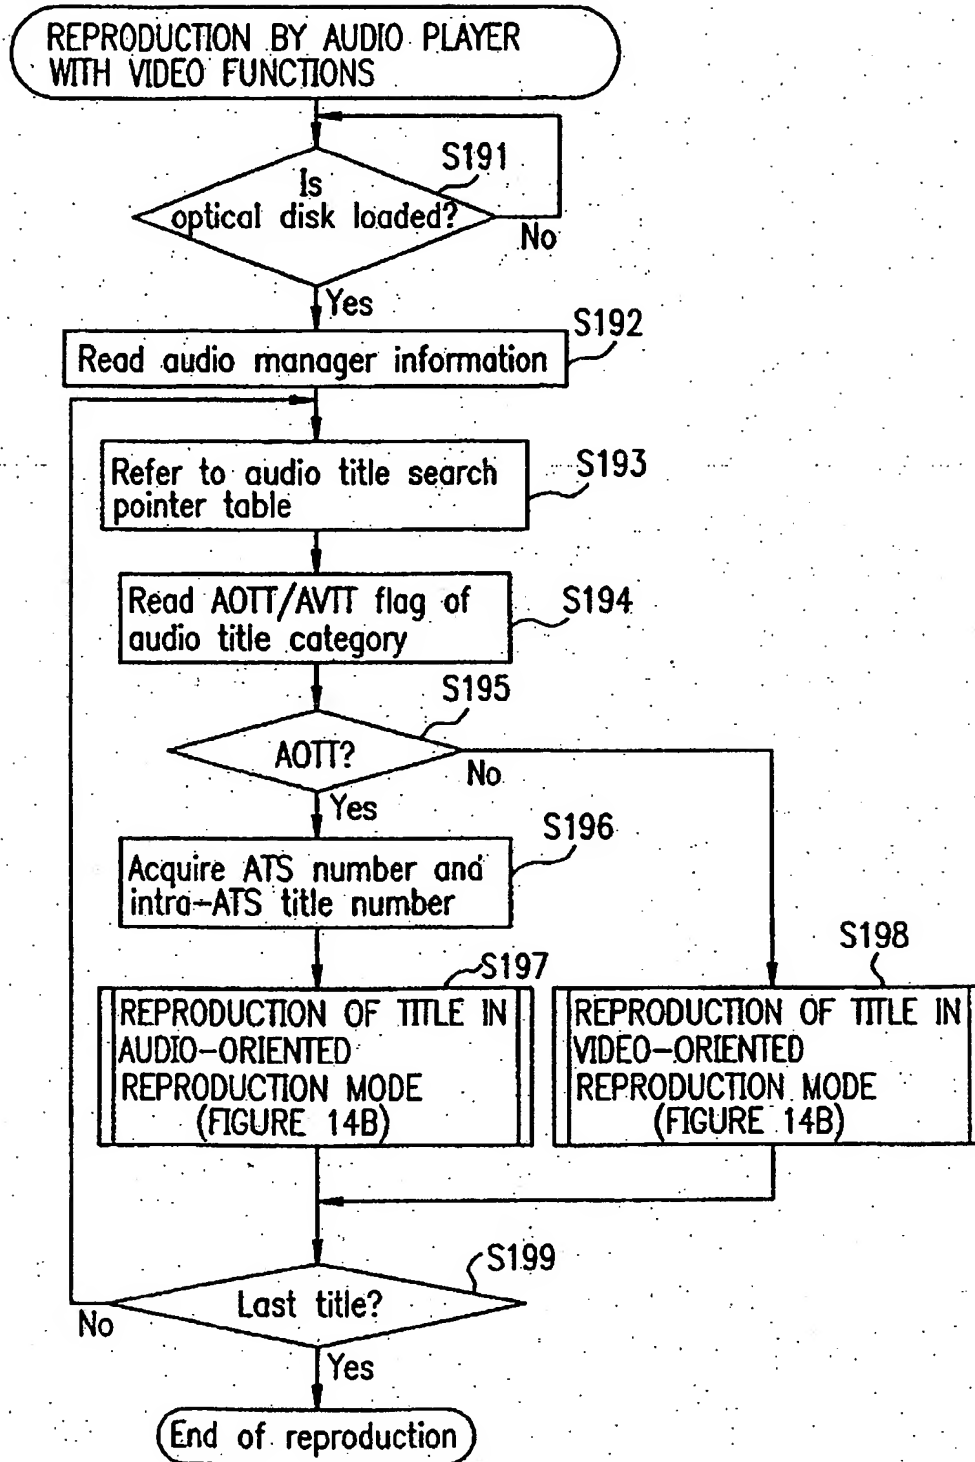 REPRODUCTION BY AUDIO PLAYER
WITH VIDEO FUNCTIONS
S191
Is
optical disk loaded?
No
Yes
S192
Read audio manager information
S193
Refer to audio title search
pointer table
Read AOTT/AVTT flag of
audio title category
S194
S195
AOTT?
No
Yes
S196
Acquire ATS number and
intra-ATS title number
S197
S198
REPRODUCTION OF TITLE IN
AUDIO-ORIENTED
REPRODUCTION MODE
(FIGURE 14B)
REPRODUCTION OF TITLE IN
VIDEO-ORIENTED
REPRODUCTION MODE
(FIGURE 14B)
S199
Last title?
No
Yes
End of reproduction